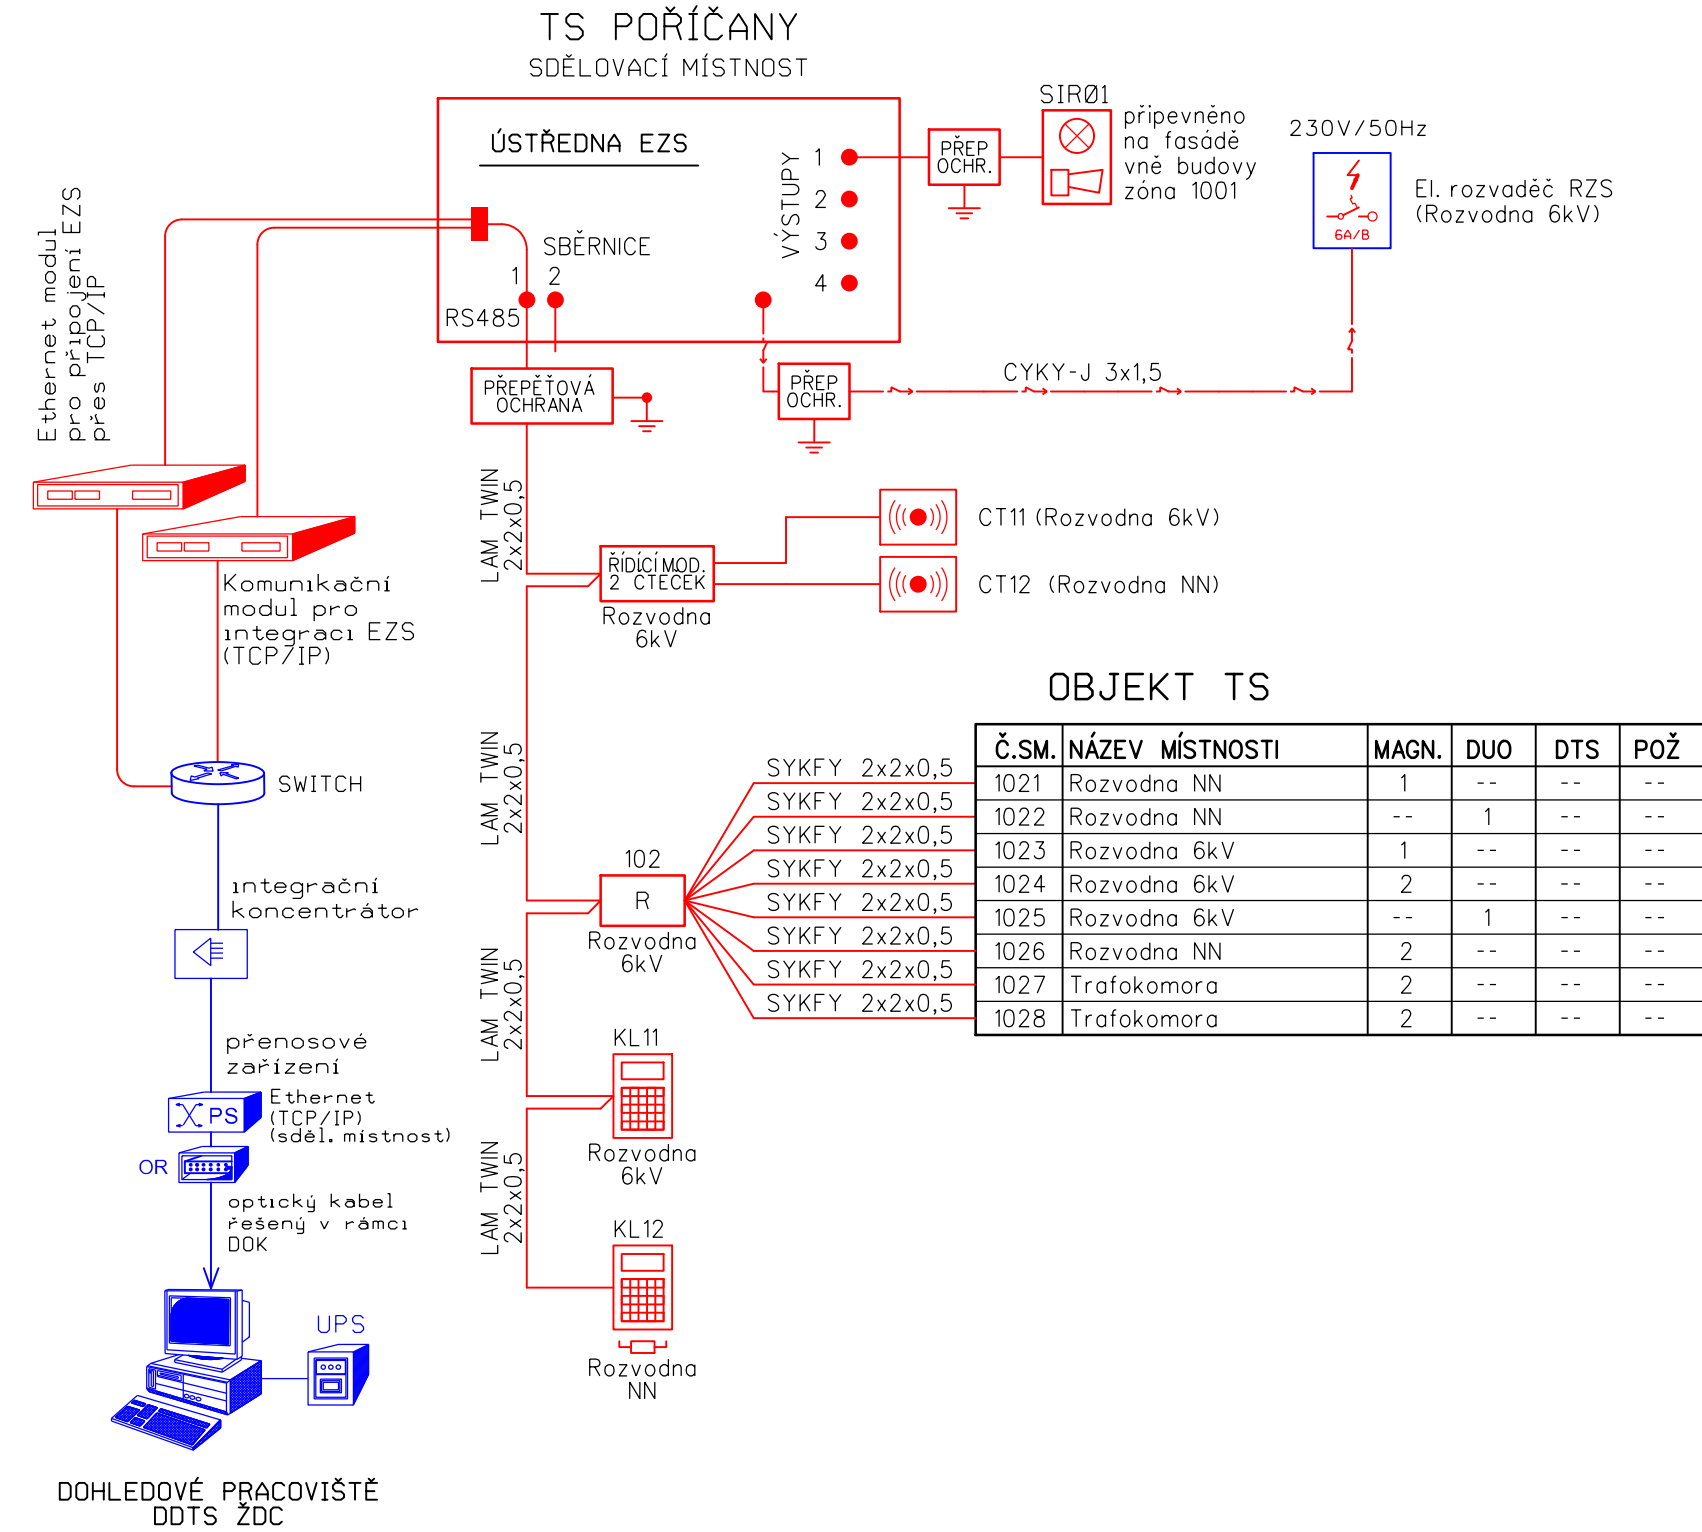 TS POŘÍČANY
SDĚLOVACÍ MÍSTNOST
ÚSTŘEDNA EZS
VÝSTUPY
1
2
3
4
SBĚRNICE
1 2
RS485
PŘEP
OCHR.
SIRØ1
připevněno
na fasádě
vně budovy
zóna 1001
230V/50Hz
6A/B
El. rozvaděč RZS
(Rozvodna 6kV)
Ethernet modul
pro připojení EZS
přes TCP/IP
PŘEPĚŤOVÁ
OCHRANA
PŘEP
OCHR.
CYKY-J 3x1,5
LAM TWIN
2x2x0,5
CT11 (Rozvodna 6kV)
ŘÍDÍCÍ MOD.
2 ČTEČEK
CT12 (Rozvodna NN)
Rozvodna
6kV
Komunikační
modul pro
integraci EZS
(TCP/IP)
SWITCH
LAM TWIN
2x2x0,5
OBJEKT TS
Č.SM. NÁZEV MÍSTNOSTI MAGN. DUO DTS POŽ
SYKFY 2x2x0,5
1021 Rozvodna NN 1 -- -- --
SYKFY 2x2x0,5
1022 Rozvodna NN -- 1 -- --
SYKFY 2x2x0,5
1023 Rozvodna 6kV 1 -- -- --
SYKFY 2x2x0,5
1024 Rozvodna 6kV 2 -- -- --
SYKFY 2x2x0,5
1025 Rozvodna 6kV -- 1 -- --
SYKFY 2x2x0,5
1026 Rozvodna NN 2 -- -- --
SYKFY 2x2x0,5
1027 Trafokomora 2 -- -- --
SYKFY 2x2x0,5
1028 Trafokomora 2 -- -- --
102
R
Rozvodna
6kV
integrační
koncentrátor
LAM TWIN
2x2x0,5
KL11
Rozvodna
6kV
přenosové
zařízení
PS
Ethernet
(TCP/IP)
(sděl. místnost)
OR
optický kabel
řešený v rámci
DOK
LAM TWIN
2x2x0,5
KL12
Rozvodna
NN
UPS
DOHLEDOVÉ PRACOVIŠTĚ
DDTS ŽDC